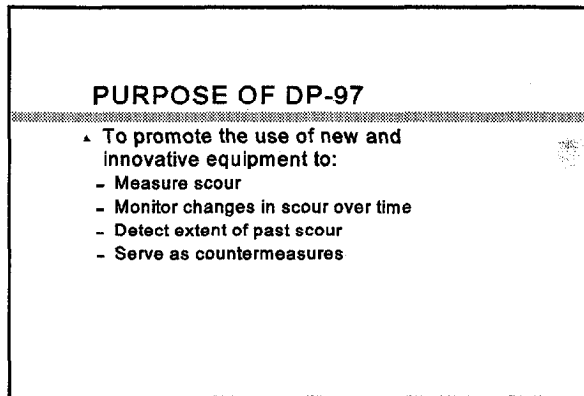 PURPOSE OF DP-97
▴ To promote the use of new and
innovative equipment to:
– Measure scour
– Monitor changes in scour over time
– Detect extent of past scour
– Serve as countermeasures